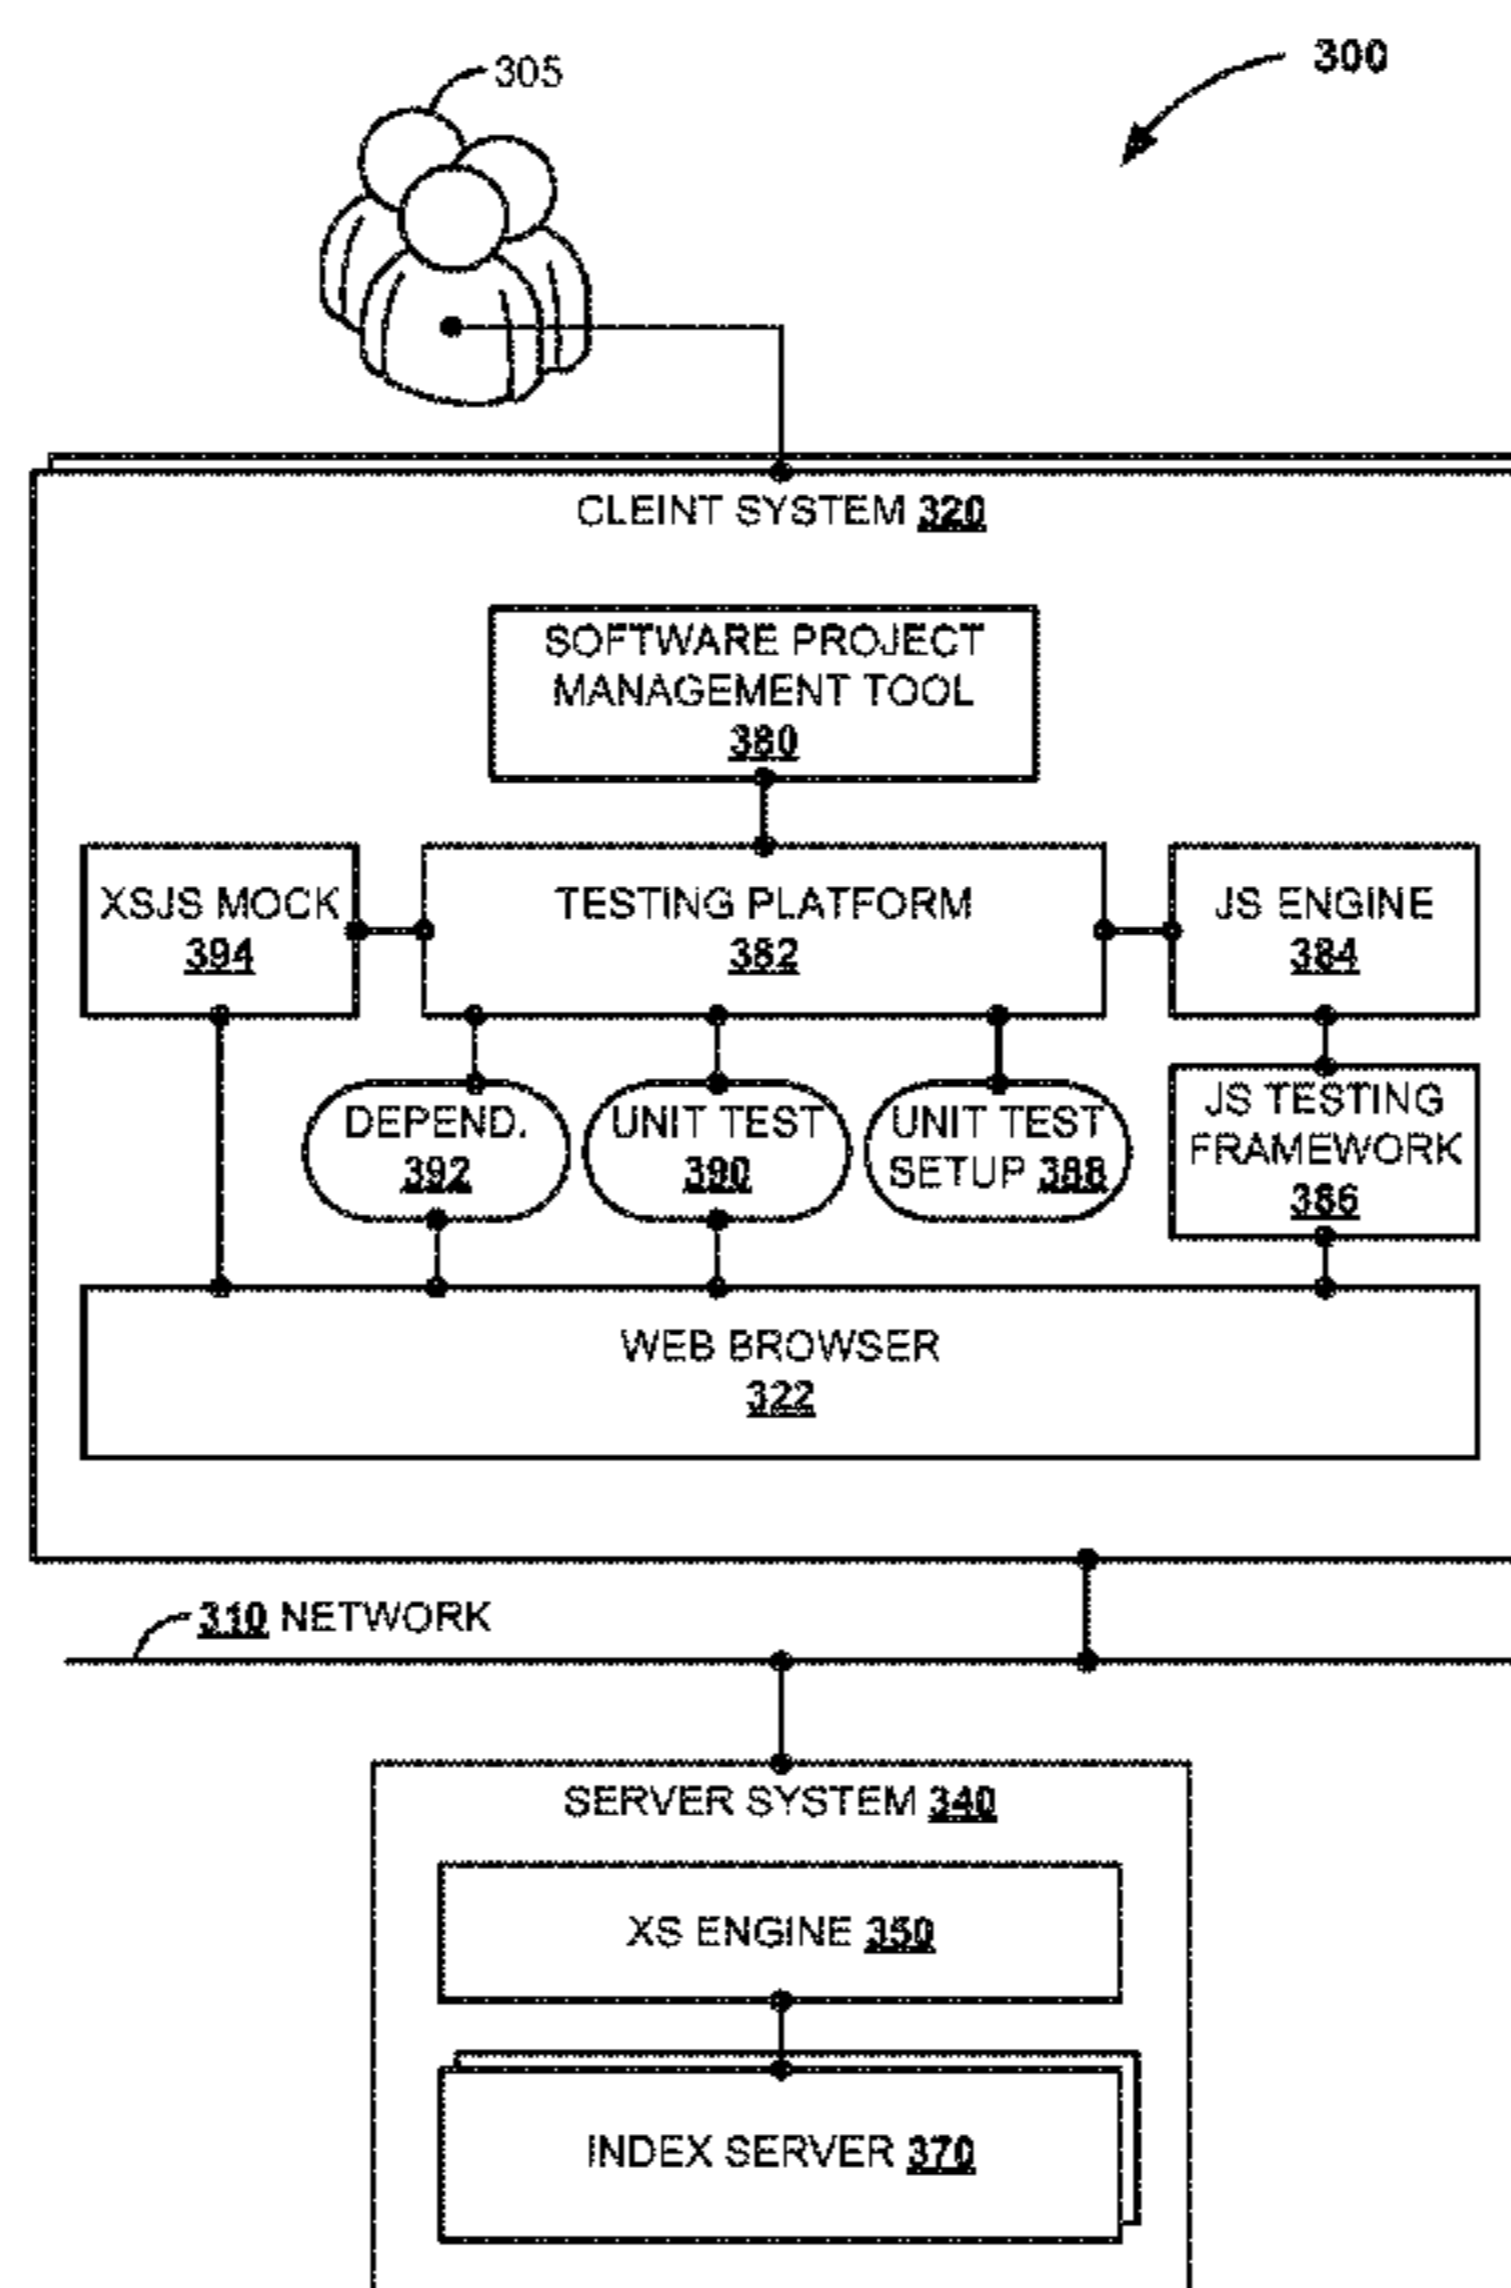 305
300
CLEINT SYSTEM 320
SOFTWARE PROJECT
MANAGEMENT TOOL
380
XSJS MOCK
394
TESTING PLATFORM
382
JS ENGINE
384
DEPEND.
392
UNIT TEST
390
UNIT TEST
SETUP 388
JS TESTING
FRAMEWORK
386
WEB BROWSER
322
310 NETWORK
SERVER SYSTEM 340
XS ENGINE 350
INDEX SERVER 370